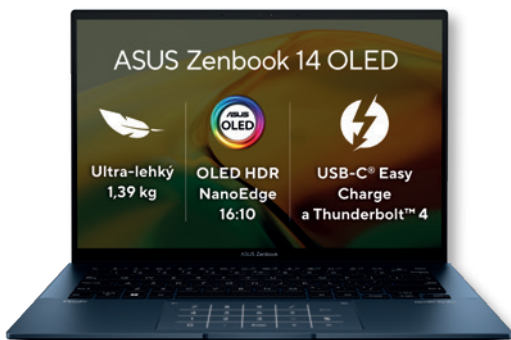 ASUS Zenbook 14 OLED
ASUS
OLED
Ultra-lehký
1,39 kg
OLED HDR
NanoEdge
16:10
USB-C® Easy
Charge
a Thunderbolt™ 4
ASUS Zenbook